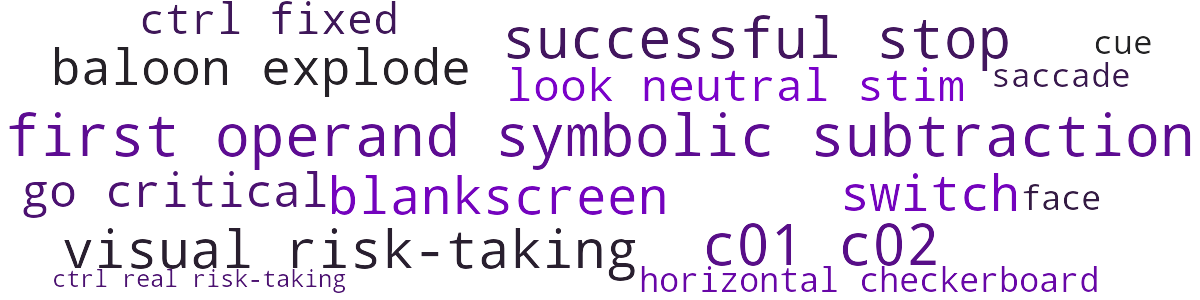 ctrl fixed
successful stop
cue
baloon explode
look neutral stim
saccade
first operand symbolic subtraction
go critical
blankscreen
switch
face
visual risk-taking
c01 c02
ctrl real risk-taking
horizontal checkerboard